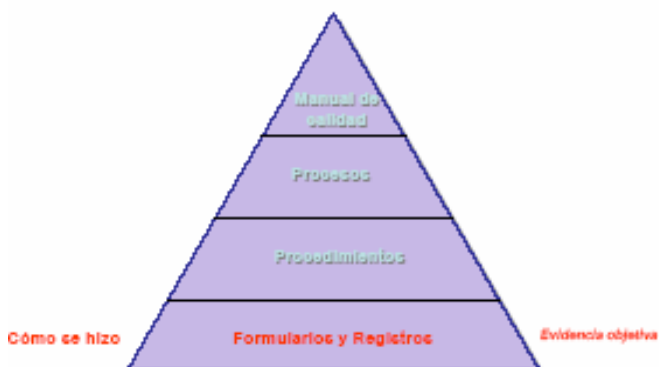 Manual de
calidad
Procesos
Procedimientos
Cómo se hizo
Formularios y Registros
Evidencia objetiva